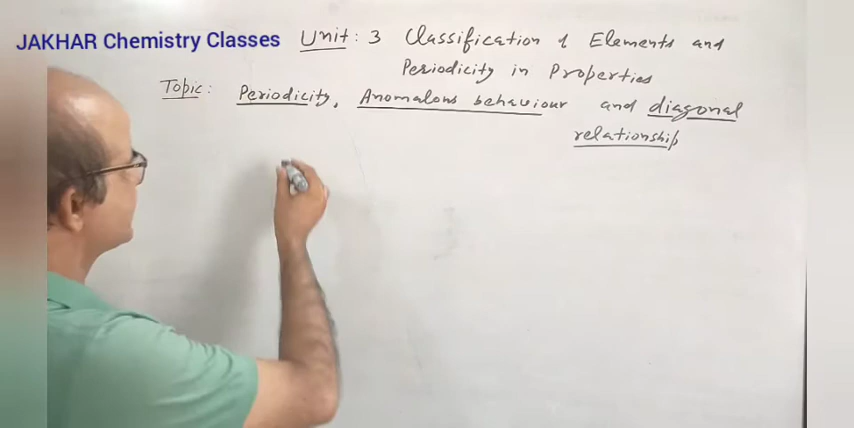 JAKHAR Chemistry Classes Unit: 3 Classification of Elements and
Periodicity in Properties
Topic: Periodicity, Anomalous behaviour and diagonal
relationship